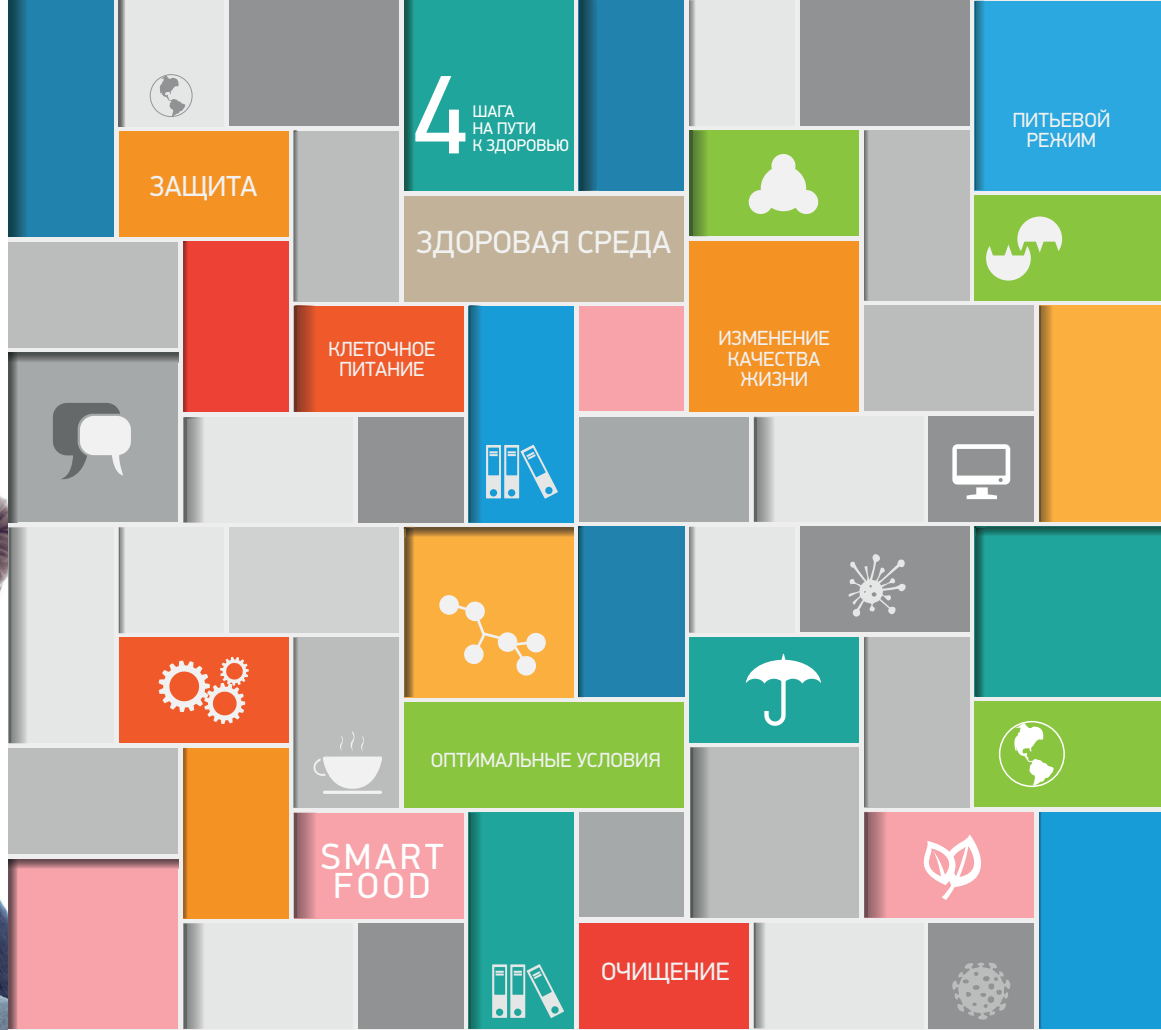 4
ШАГА
НА ПУТИ
К ЗДОРОВЬЮ
ПИТЬЕВОЙ
РЕЖИМ
ЗАЩИТА
ЗДОРОВАЯ СРЕДА
КЛЕТОЧНОЕ
ПИТАНИЕ
ИЗМЕНЕНИЕ
КАЧЕСТВА
ЖИЗНИ
ОПТИМАЛЬНЫЕ УСЛОВИЯ
SMART
FOOD
ОЧИЩЕНИЕ